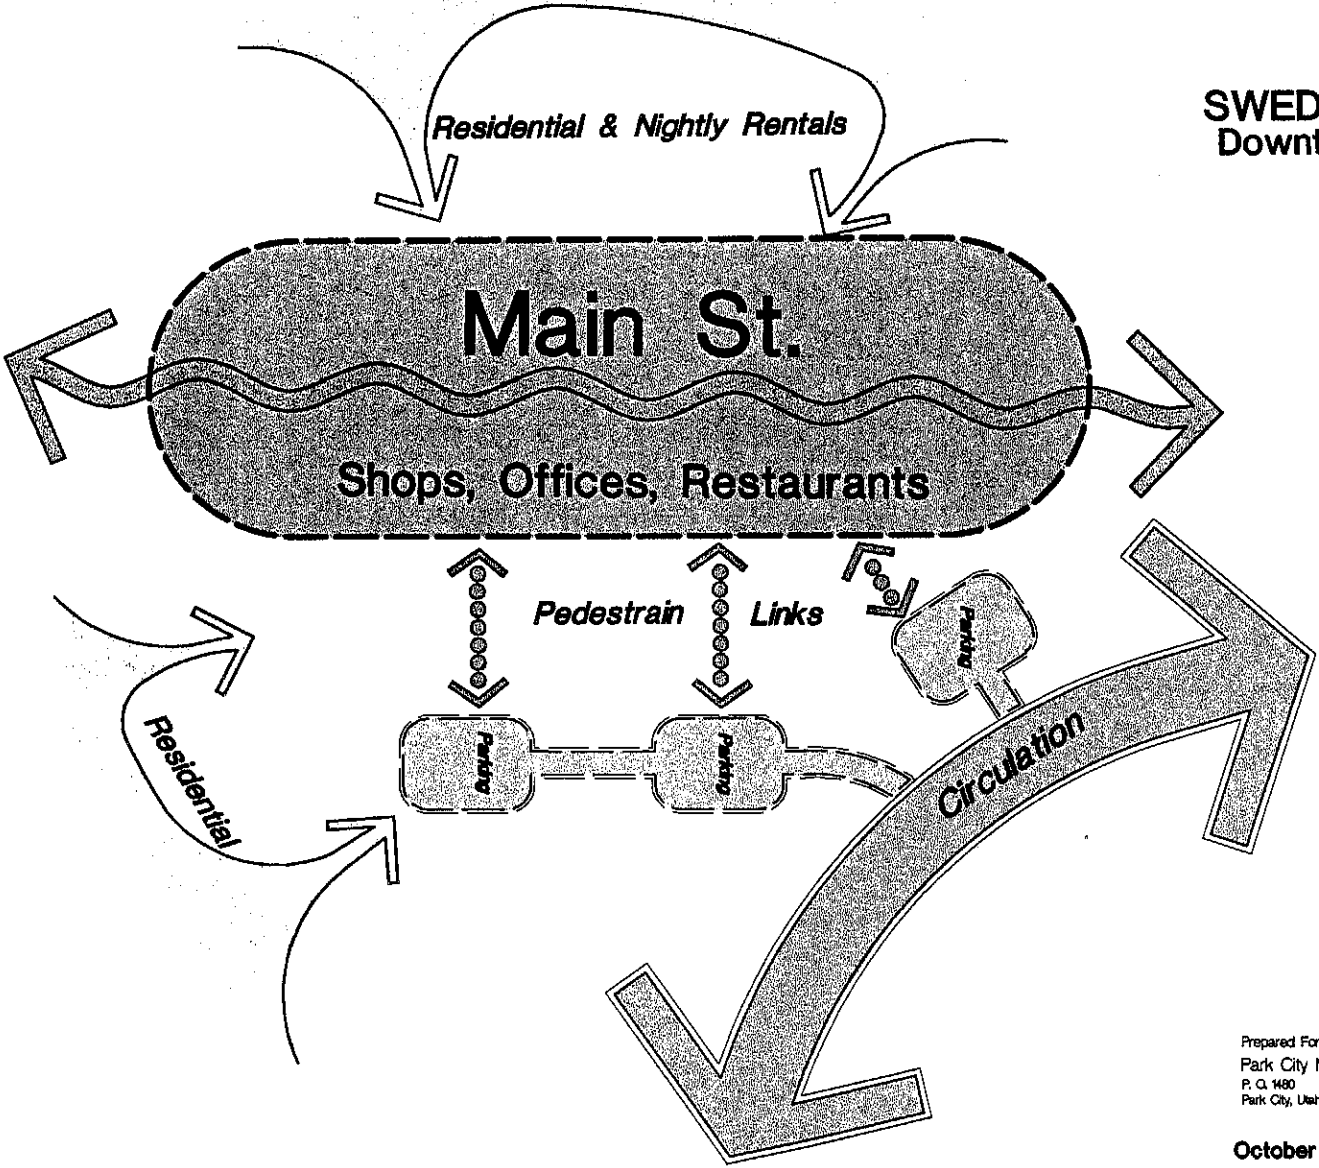 SWED
Downt
Residential & Nightly Rentals
Main St.
Shops, Offices, Restaurants
Pedestrain Links
Parking
Parking
Parking
Circulation
Residential
Prepared For
Park City M
P. O. 1480
Park City, Utah
October